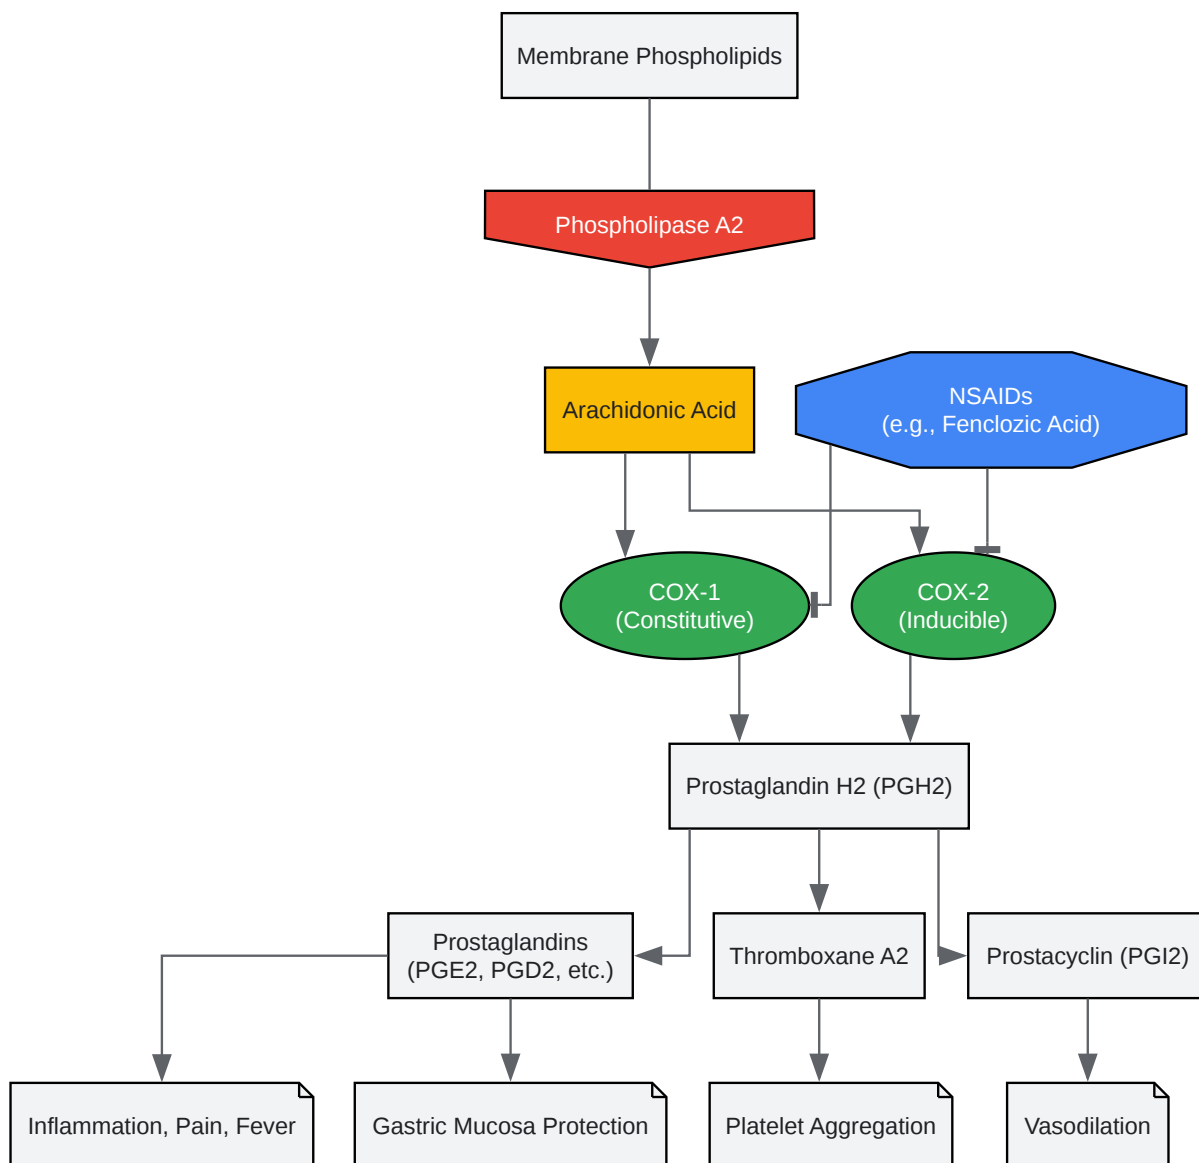 Membrane Phospholipids
Phospholipase A2
Arachidonic Acid
NSAIDs
(e.g., Fenclozic Acid)
COX-1
(Constitutive)
COX-2
(Inducible)
Prostaglandin H2 (PGH2)
Prostaglandins
(PGE2, PGD2, etc.)
Thromboxane A2
Prostacyclin (PGI2)
Inflammation, Pain, Fever
Gastric Mucosa Protection
Platelet Aggregation
Vasodilation